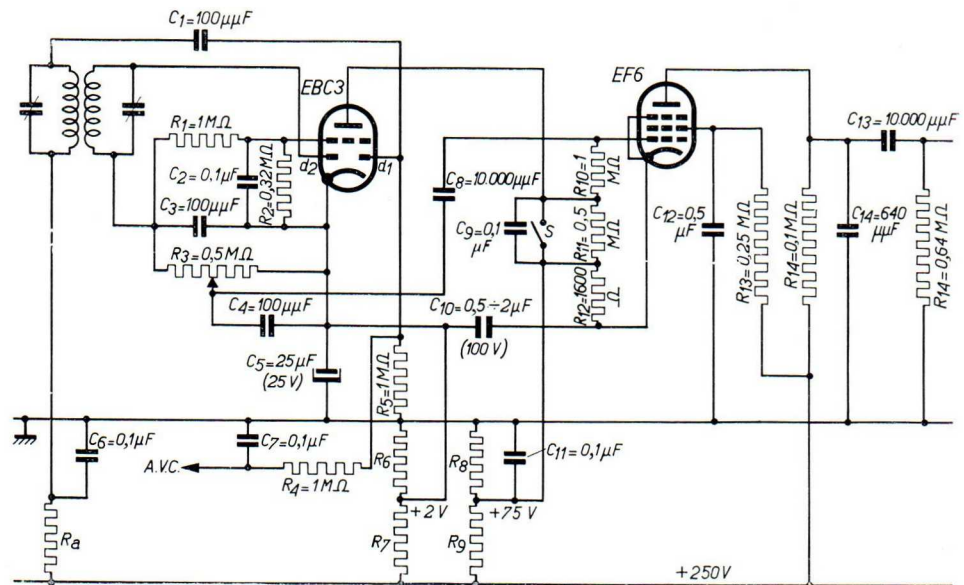 C1=100μμF
EBC3
EF6
R1=1MΩ
C2=0,1μF
R2=0,32MΩ
C3=100μμF
R3=0,5MΩ
d2
d1
C4=100μμF
C5=25μF
(25V)
R5=1MΩ
C6=0,1μF
C7=0,1μF
A.V.C.
R4=1MΩ
Ra
R6
R7
+2V
C8=10.000μμF
C9=0,1
μF
S
R10=1
MΩ
R11=0,5
MΩ
R12=1600
Ω
C10=0,5÷2μF
(100V)
R8
R9
C11=0,1μF
+75V
C12=0,5
μF
R13=0,25MΩ
R14=0,1MΩ
C13=10.000μμF
C14=640
μμF
R14=0,64MΩ
+250V